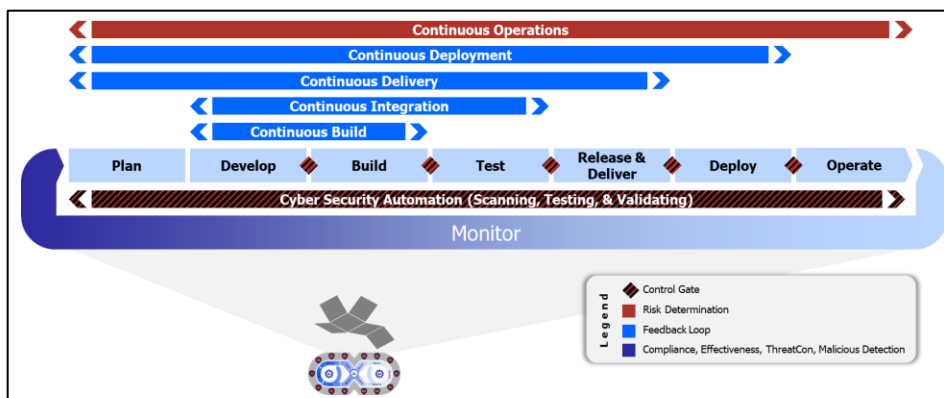 Continuous Operations
Continuous Deployment
Continuous Delivery
Continuous Integration
Continuous Build
Plan
Develop
Build
Test
Release &
Deliver
Deploy
Operate
Cyber Security Automation (Scanning, Testing, & Validating)
Monitor
Legend
Control Gate
Risk Determination
Feedback Loop
Compliance, Effectiveness, ThreatCon, Malicious Detection